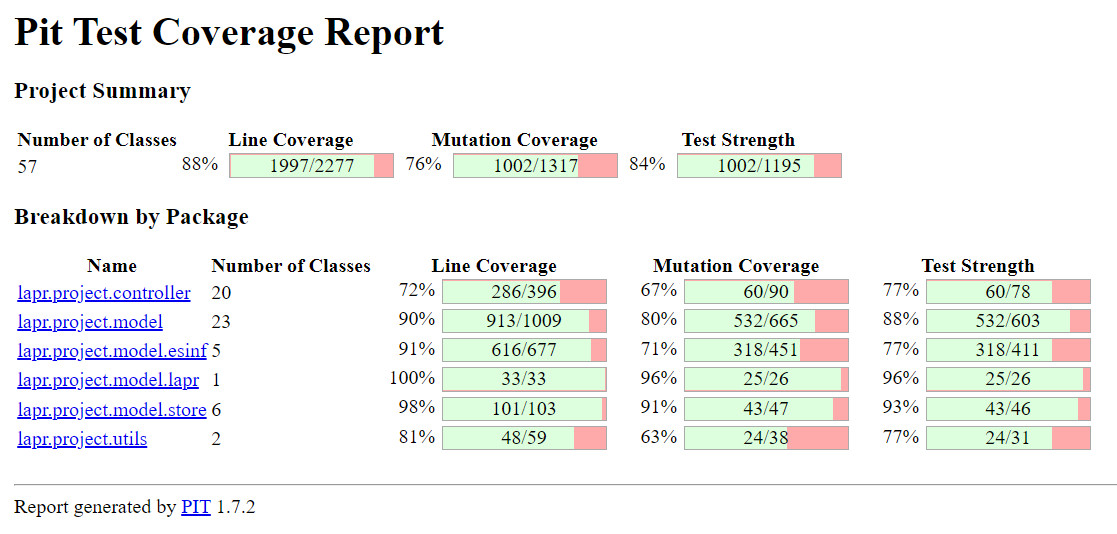 Pit Test Coverage Report
Project Summary
Number of Classes Line Coverage Mutation Coverage Test Strength
57 88% 1997/2277 76% 1002/1317 84% 1002/1195
Breakdown by Package
Name Number of Classes Line Coverage Mutation Coverage Test Strength
lapr.project.controller 20 72% 286/396 67% 60/90 77% 60/78
lapr.project.model 23 90% 913/1009 80% 532/665 88% 532/603
lapr.project.model.esinf 5 91% 616/677 71% 318/451 77% 318/411
lapr.project.model.lapr 1 100% 33/33 96% 25/26 96% 25/26
lapr.project.model.store 6 98% 101/103 91% 43/47 93% 43/46
lapr.project.utils 2 81% 48/59 63% 24/38 77% 24/31
Report generated by PIT 1.7.2